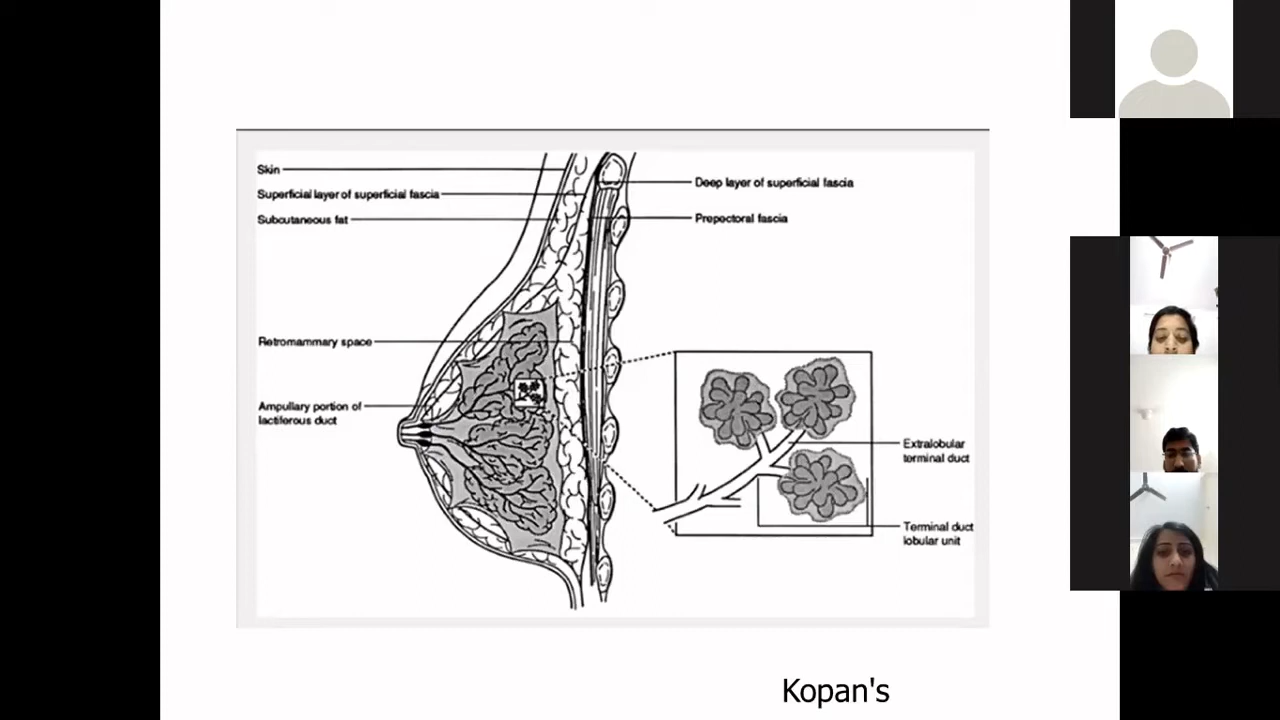 Skin
Superficial layer of superficial fascia
Subcutaneous fat
Retromammary space
Ampullary portion of
lactiferous duct
Deep layer of superficial fascia
Prepectoral fascia
Extralobular
terminal duct
Terminal duct
lobular unit
Kopan's